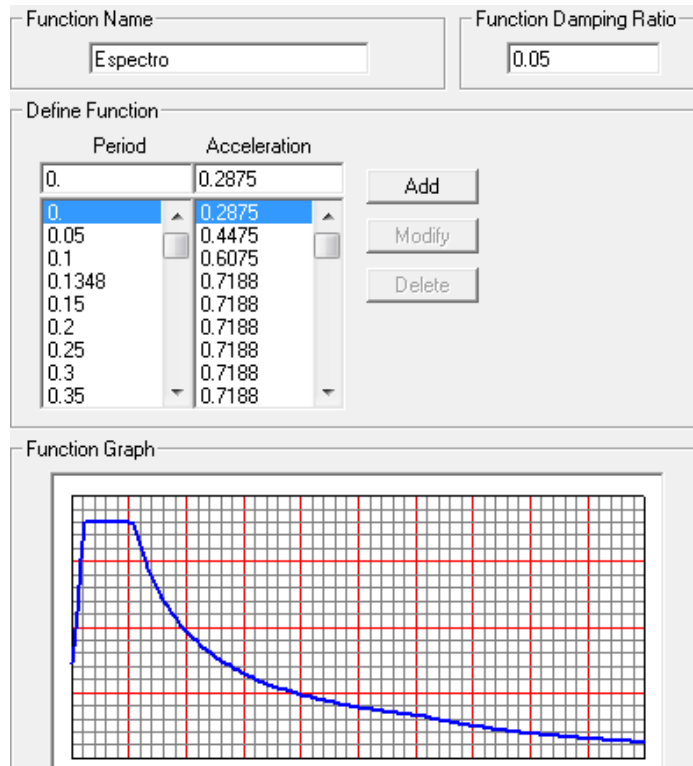 Function Name
Function Damping Ratio
Espectro
0.05
Define Function
Period Acceleration
0. 0.2875
Add
0. 0.2875
0.05 0.4475
Modify
0.1 0.6075
0.1348 0.7188
Delete
0.15 0.7188
0.2 0.7188
0.25 0.7188
0.3 0.7188
0.35 0.7188
Function Graph